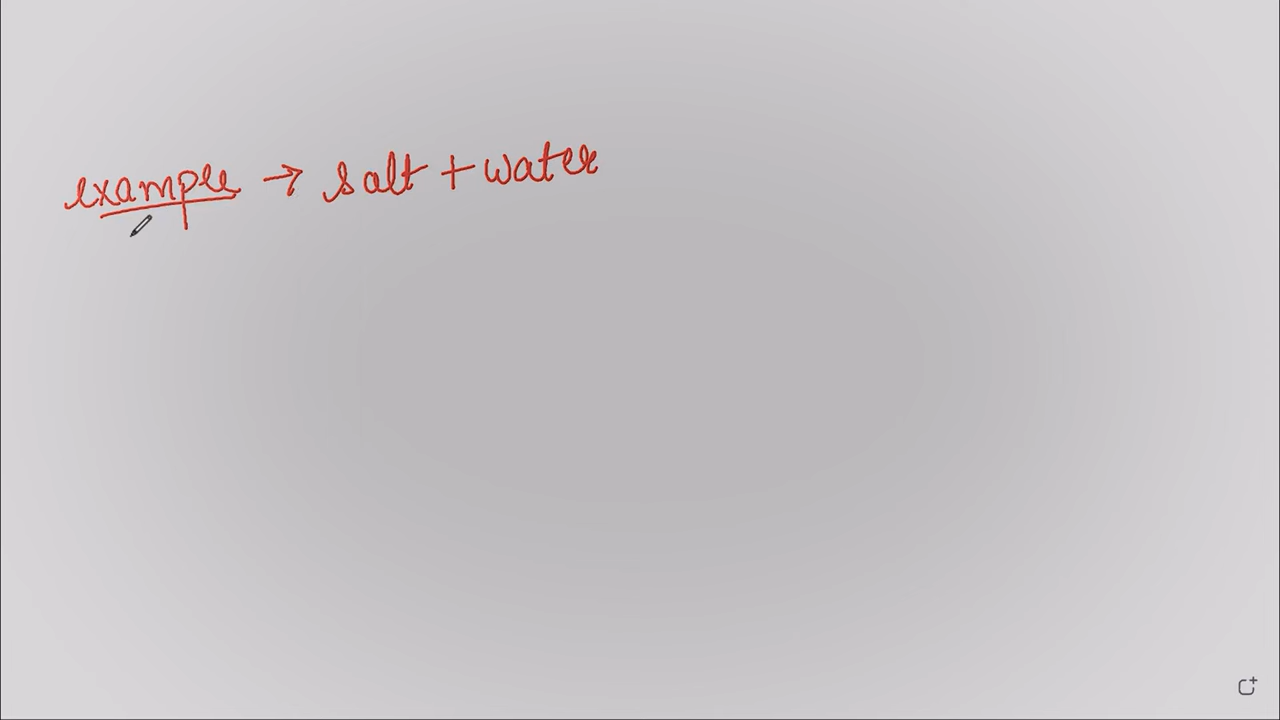 example → salt + water